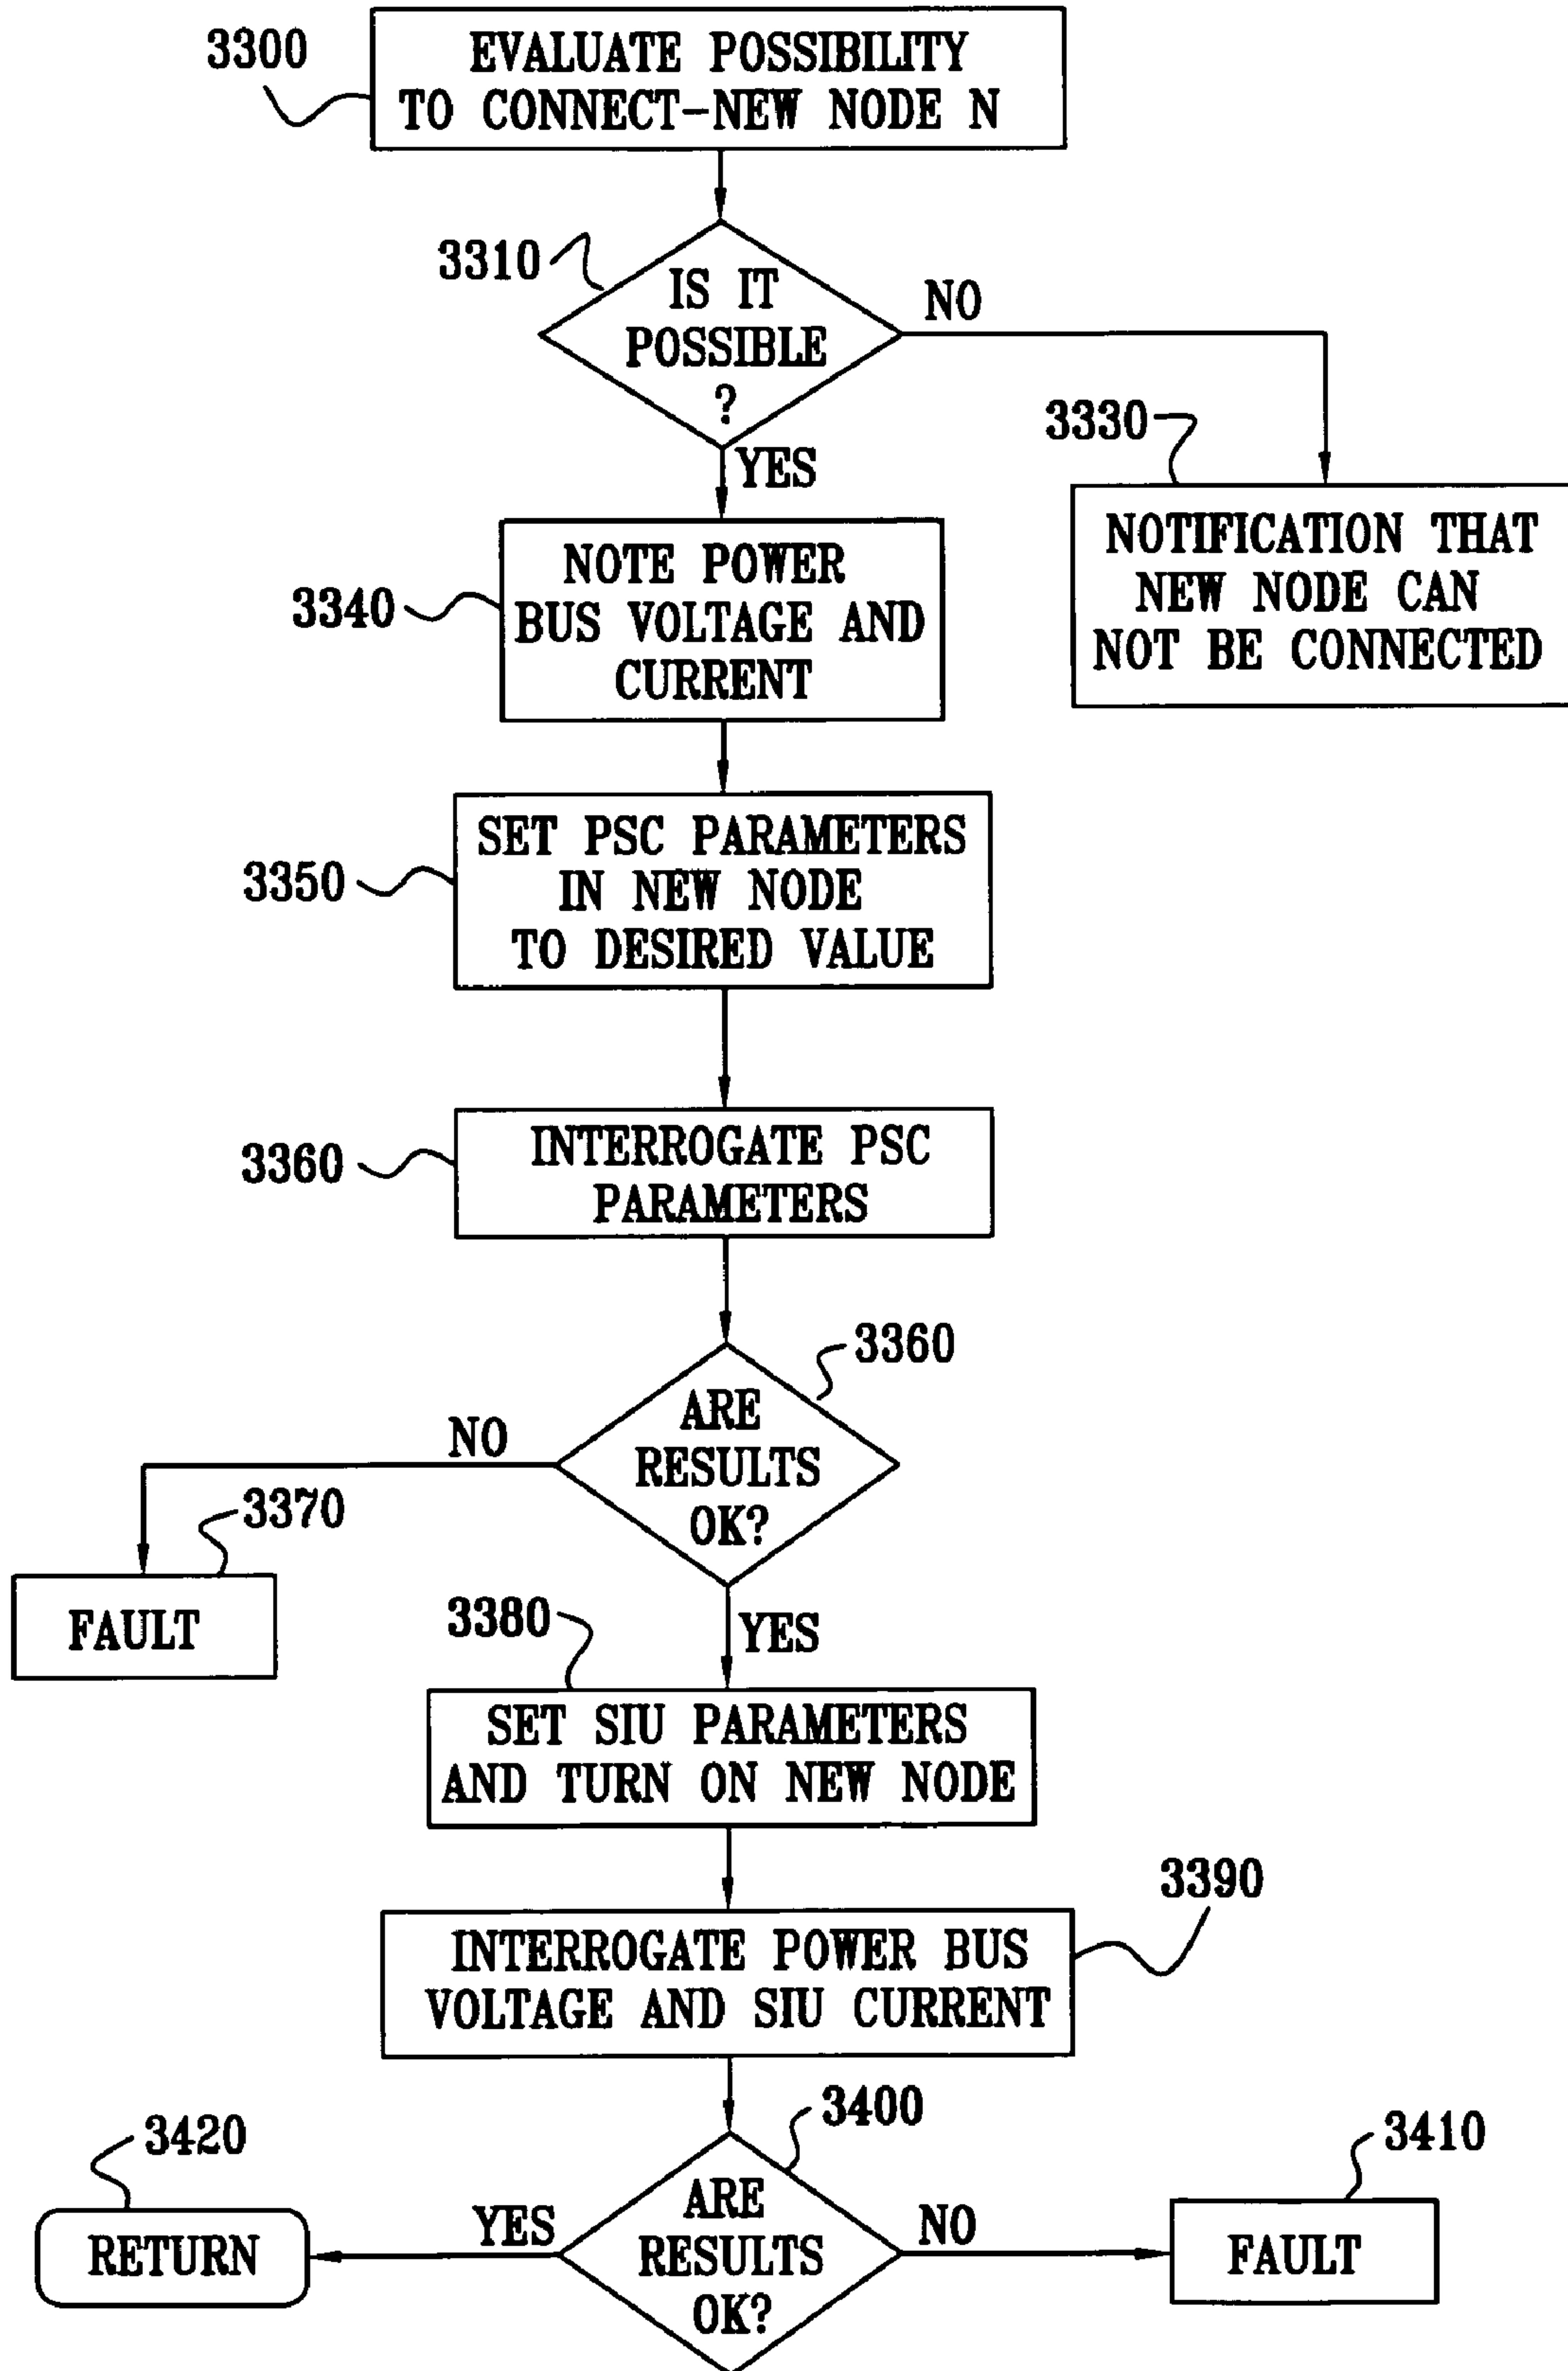 3300
EVALUATE POSSIBILITY
TO CONNECT-NEW NODE N
3310
IS IT
POSSIBLE
?
NO
YES
3330
NOTIFICATION THAT
NEW NODE CAN
NOT BE CONNECTED
3340
NOTE POWER
BUS VOLTAGE AND
CURRENT
3350
SET PSC PARAMETERS
IN NEW NODE
TO DESIRED VALUE
3360
INTERROGATE PSC
PARAMETERS
3360
ARE
RESULTS
OK?
NO
3370
FAULT
YES
3380
SET SIU PARAMETERS
AND TURN ON NEW NODE
3390
INTERROGATE POWER BUS
VOLTAGE AND SIU CURRENT
3400
ARE
RESULTS
OK?
YES
3420
RETURN
NO
3410
FAULT